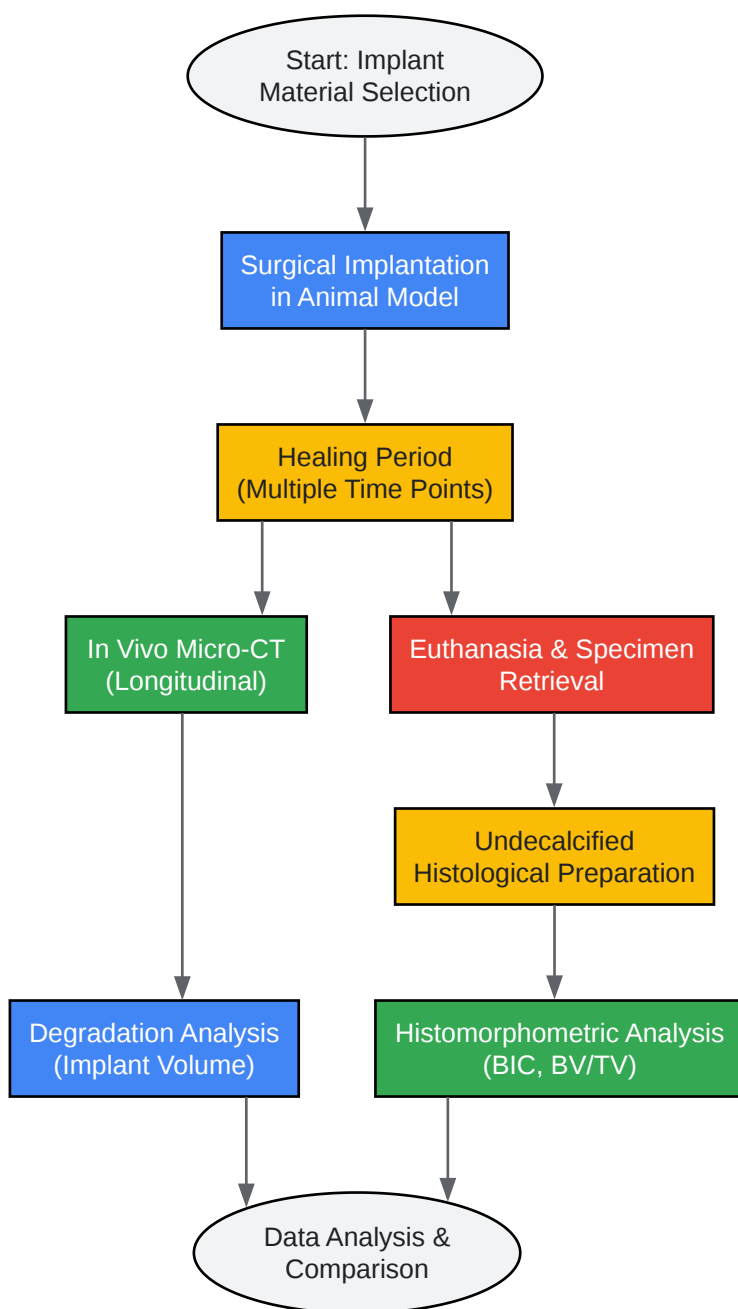 Start: Implant
Material Selection
Surgical Implantation
in Animal Model
Healing Period
(Multiple Time Points)
In Vivo Micro-CT
(Longitudinal)
Euthanasia & Specimen
Retrieval
Undecalcified
Histological Preparation
Degradation Analysis
(Implant Volume)
Histomorphometric Analysis
(BIC, BV/TV)
Data Analysis &
Comparison